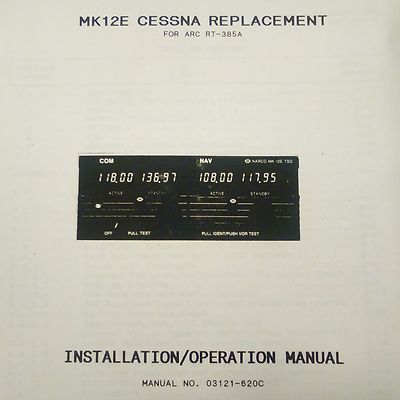 MK12E CESSNA REPLACEMENT
FOR ARC RT-385A
COM NAV NARCO MK 12E TSO
118.00 136.97 108.00 117.95
ACTIVE STANDBY ACTIVE STANDBY
OFF PULL TEST PULL IDENT/PUSH VOR TEST
INSTALLATION/OPERATION MANUAL
MANUAL NO. 03121-620C